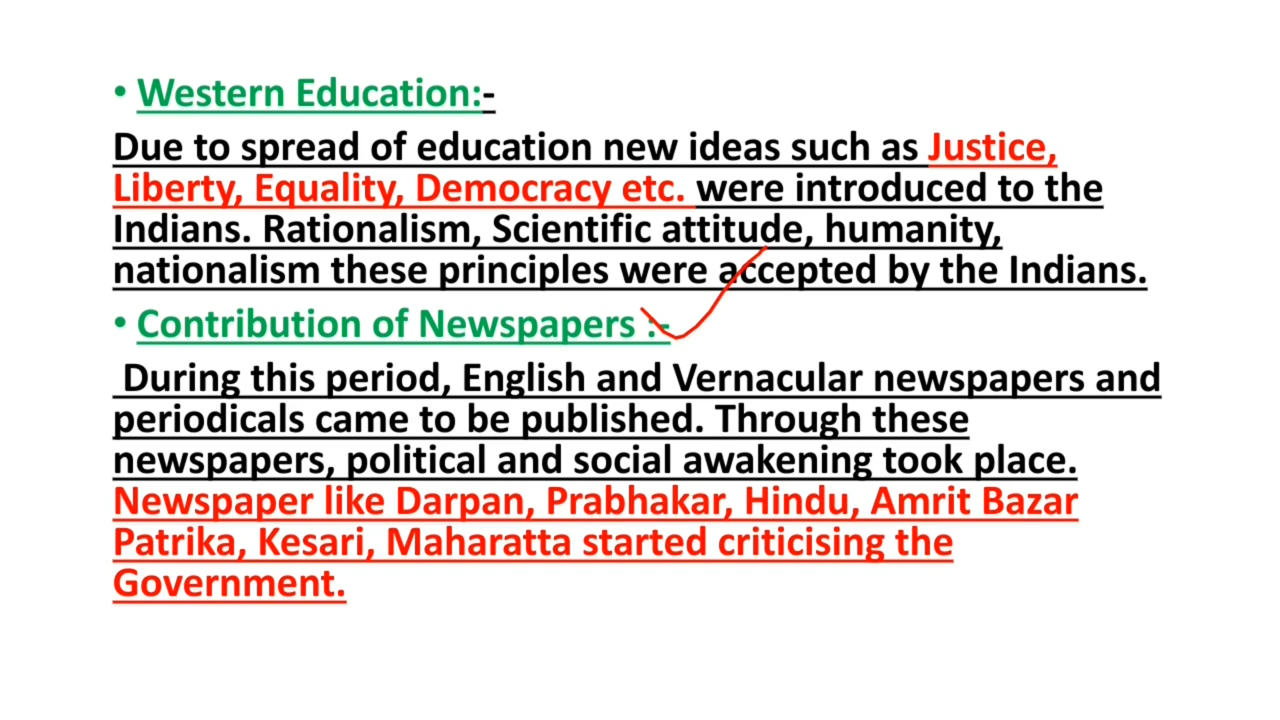 • Western Education:-
Due to spread of education new ideas such as Justice,
Liberty, Equality, Democracy etc. were introduced to the
Indians. Rationalism, Scientific attitude, humanity,
nationalism these principles were accepted by the Indians.
• Contribution of Newspapers :-
During this period, English and Vernacular newspapers and
periodicals came to be published. Through these
newspapers, political and social awakening took place.
Newspaper like Darpan, Prabhakar, Hindu, Amrit Bazar
Patrika, Kesari, Maharatta started criticising the
Government.